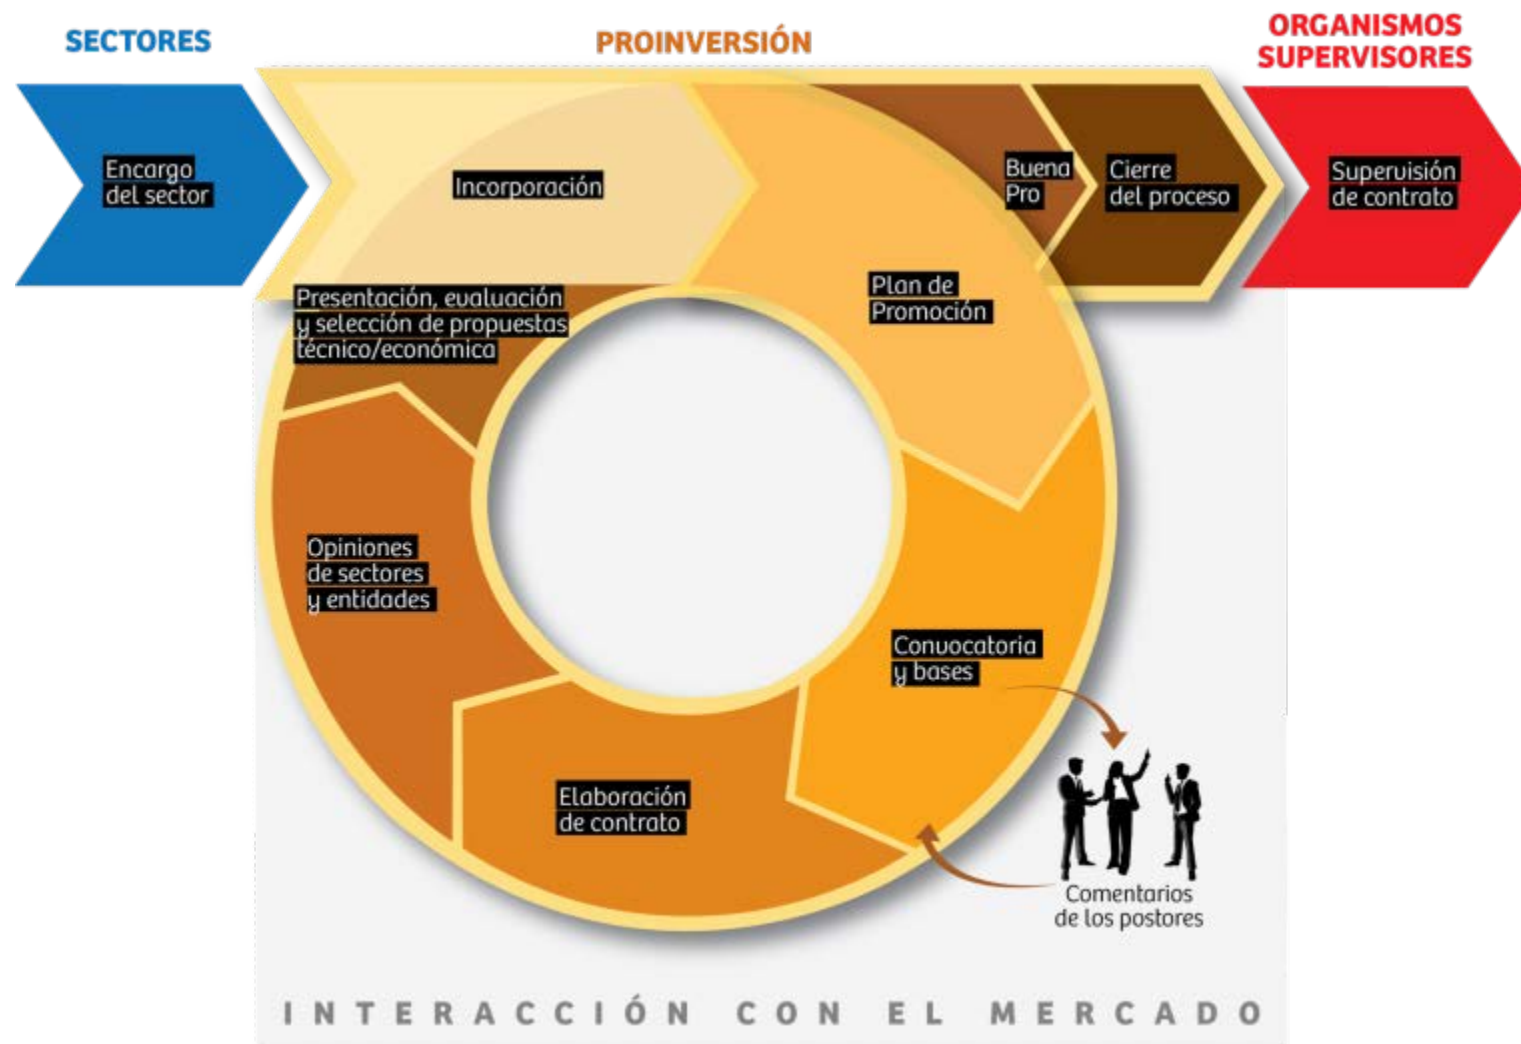 SECTORES
PROINVERSIÓN
ORGANISMOS
SUPERVISORES
Encargo
del sector
Incorporación
Buena
Pro
Cierre
del proceso
Supervisión
de contrato
Plan de
Promoción
Presentación, evaluación
y selección de propuestas
técnico/económica
Opiniones
de sectores
y entidades
Convocatoria
y bases
Elaboración
de contrato
Comentarios
de los postores
INTERACCIÓN CON EL MERCADO